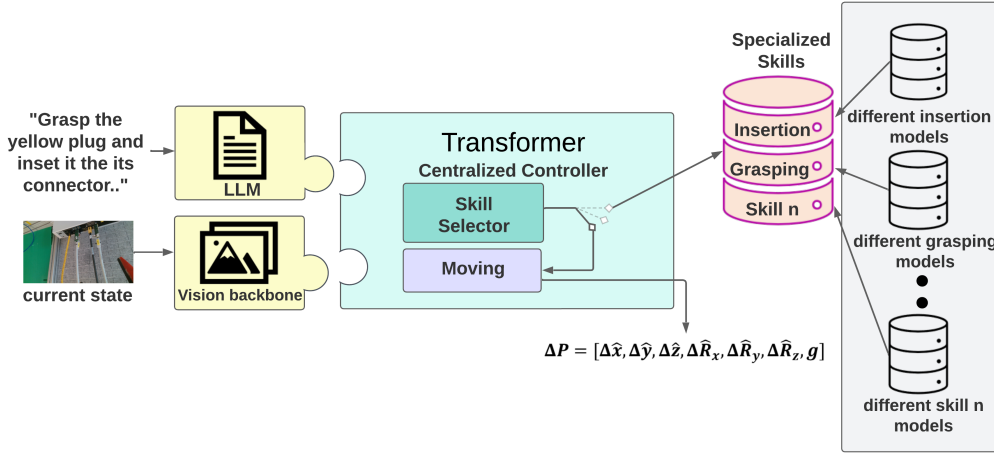 "Grasp the
yellow plug and
inset it the its
connector.."
current state
LLM
Vision backbone
Transformer
Centralized Controller
Skill
Selector
Moving
ΔP = [Δx̂, Δŷ, Δẑ, ΔR̂x, ΔR̂y, ΔR̂z, g]
Specialized
Skills
Insertion
Grasping
Skill n
different insertion
models
different grasping
models
different skill n
models